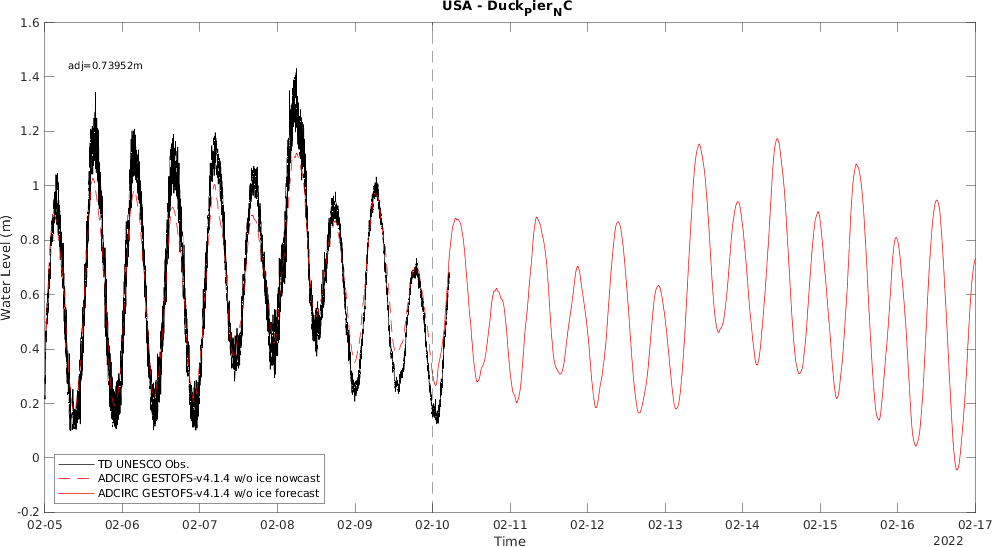 USA - DuckPierNC
adj=0.73952m
1.6
1.4
1.2
1
0.8
0.6
0.4
0.2
0
-0.2
Water Level (m)
TD UNESCO Obs.
ADCIRC GESTOFS-v4.1.4 w/o ice nowcast
ADCIRC GESTOFS-v4.1.4 w/o ice forecast
02-05 02-06 02-07 02-08 02-09 02-10 02-11 02-12 02-13 02-14 02-15 02-16 02-17
Time
2022